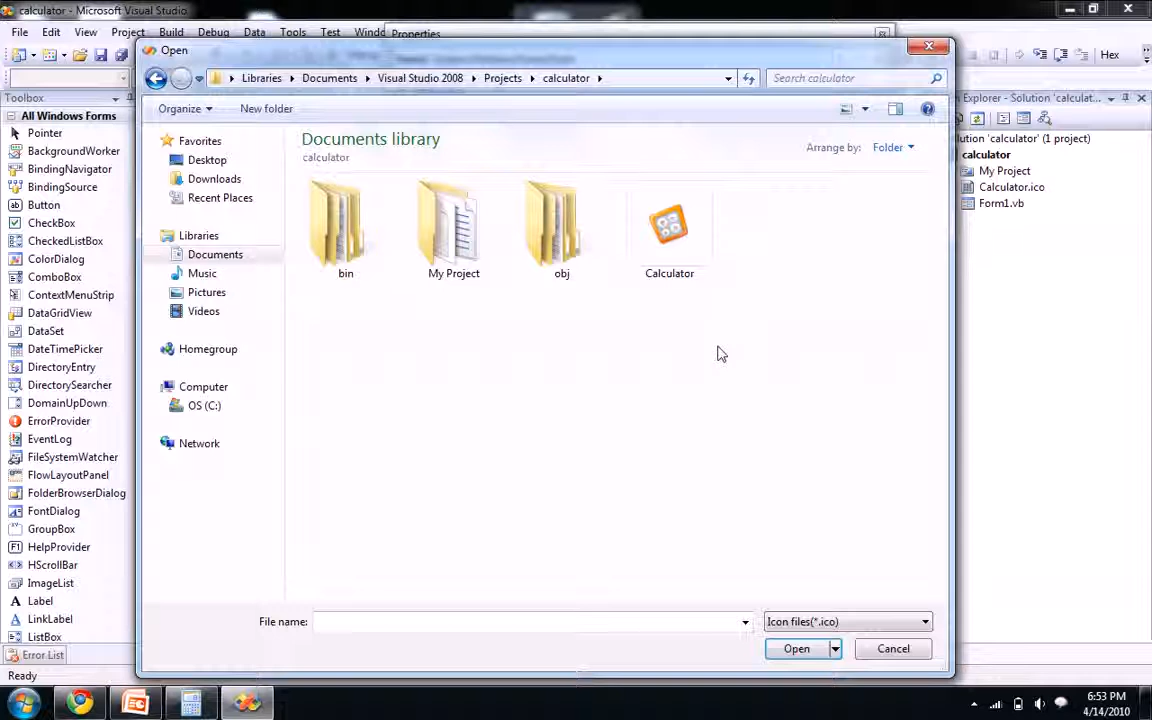 calculator - Microsoft Visual Studio
File Edit View Project Build Debug Data Tools Test Windo Properties
Open
Hex
Libraries Documents Visual Studio 2008 Projects calculator
Search calculator
Toolbox
Explorer - Solution 'calculat...
Organize New folder
All Windows Forms
Pointer
BackgroundWorker
BindingNavigator
BindingSource
Button
CheckBox
CheckedListBox
ColorDialog
ComboBox
ContextMenuStrip
DataGridView
DataSet
DateTimePicker
DirectoryEntry
DirectorySearcher
DomainUpDown
ErrorProvider
EventLog
FileSystemWatcher
FlowLayoutPanel
FolderBrowserDialog
FontDialog
GroupBox
HelpProvider
HScrollBar
ImageList
Label
LinkLabel
ListBox
Favorites
Desktop
Downloads
Recent Places
Libraries
Documents
Music
Pictures
Videos
Homegroup
Computer
OS (C:)
Network
Documents library
calculator
Arrange by: Folder
bin
My Project
obj
Calculator
File name:
Icon files(*.ico)
Open
Cancel
lution 'calculator' (1 project)
calculator
My Project
Calculator.ico
Form1.vb
Error List
Ready
6:53 PM
4/14/2010